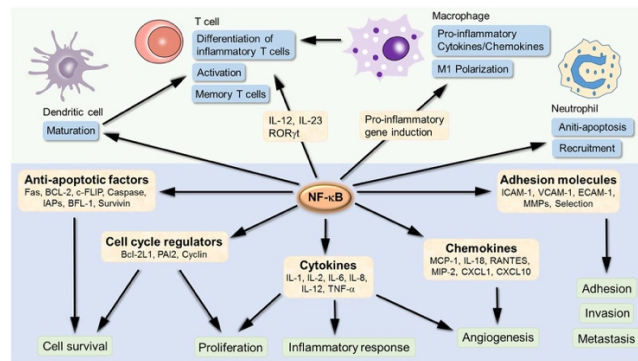 T cell
Differentiation of
inflammatory T cells
Activation
Memory T cells
Macrophage
Pro-inflammatory
Cytokines/Chemokines
M1 Polarization
Dendritic cell
Maturation
IL-12, IL-23
RORγt
Pro-inflammatory
gene induction
Neutrophil
Aniti-apoptosis
Recruitment
Anti-apoptotic factors
Fas, BCL-2, c-FLIP, Caspase,
IAPs, BFL-1, Survivin
NF-κB
Adhesion molecules
ICAM-1, VCAM-1, ECAM-1,
MMPs, Selection
Cell cycle regulators
Bcl-2L1, PAI2, Cyclin
Cytokines
IL-1, IL-2, IL-6, IL-8,
IL-12, TNF-α
Chemokines
MCP-1, IL-18, RANTES,
MIP-2, CXCL1, CXCL10
Adhesion
Invasion
Metastasis
Cell survival
Proliferation
Inflammatory response
Angiogenesis